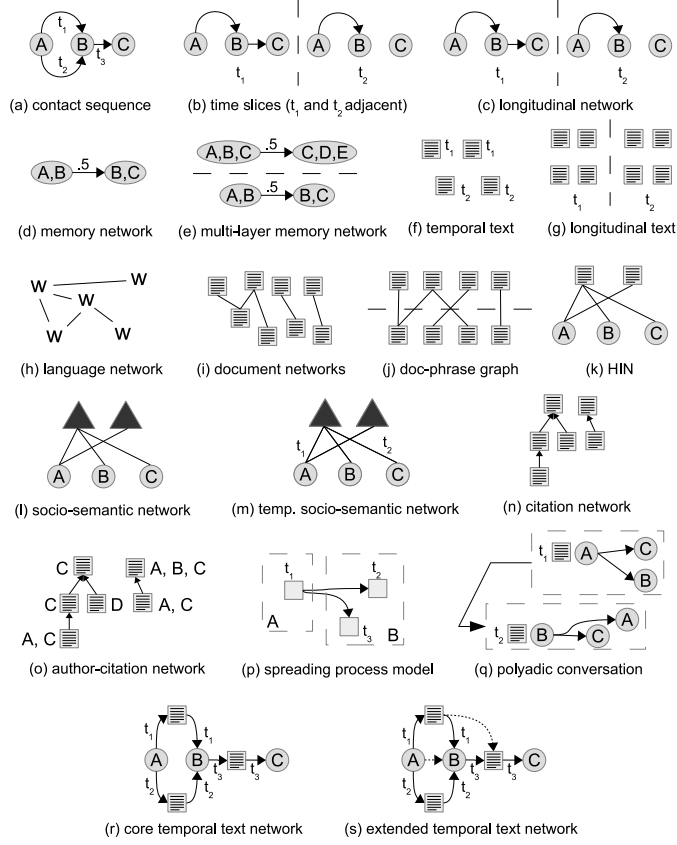 t1
A B C
t2 t3
(a) contact sequence
A B C A B C
t1 t2
(b) time slices (t1 and t2 adjacent)
A B C A B C
t1 t2
(c) longitudinal network
A,B .5 B,C
(d) memory network
A,B,C .5 C,D,E
A,B .5 B,C
(e) multi-layer memory network
t1 t1
t2 t2
(f) temporal text
t1 t2
(g) longitudinal text
W W
W
W W
(h) language network
(i) document networks
(j) doc-phrase graph
A B C
(k) HIN
A B C
(l) socio-semantic network
t1 t2
A B C
(m) temp. socio-semantic network
(n) citation network
C A, B, C
C D A, C
A, C
(o) author-citation network
t1 t2
t3
A B
(p) spreading process model
t1 A C
B
t2 B C A
(q) polyadic conversation
t1 t1
A B C
t3 t3
t2 t2
(r) core temporal text network
t1 t1
A B C
t3 t3
t2 t2
(s) extended temporal text network